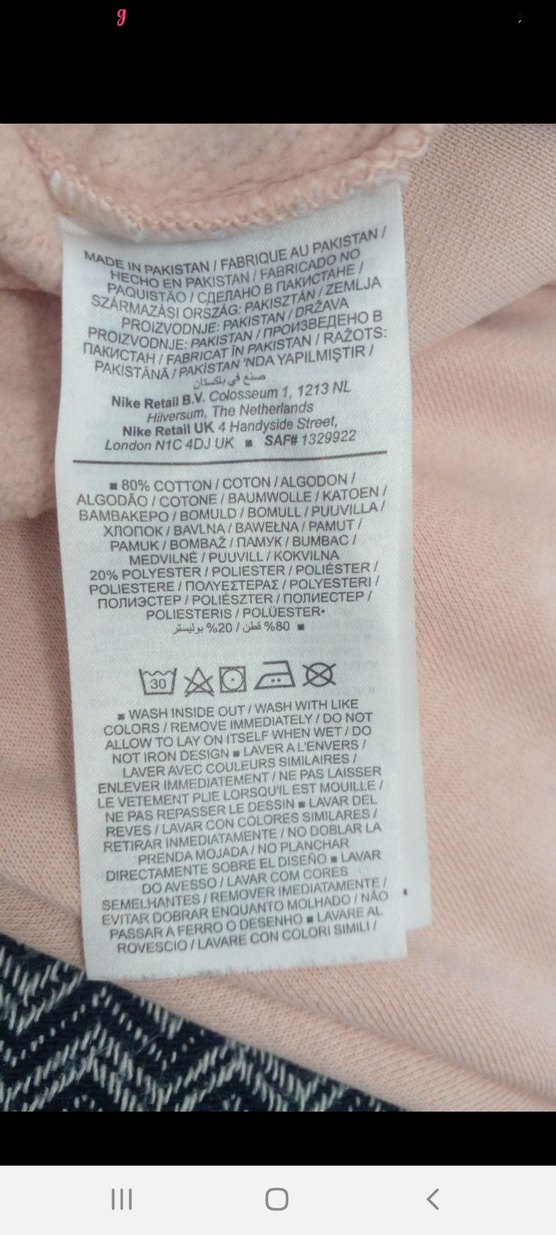 g
MADE IN PAKISTAN / FABRIQUE AU PAKISTAN /
HECHO EN PAKISTAN / FABRICADO NO
PAQUISTÃO / СДЕЛАНО В ПАКИСТАНЕ /
SZÁRMAZÁSI ORSZÁG: PAKISZTÁN / ZEMLJA
PROIZVODNJE: PAKISTAN / DRŽAVA
PROIZVODNJE: PAKISTAN / ПРОИЗВЕДЕНО В
ПАКИСТАН / FABRICAT ÎN PAKISTAN / RAŽOTS:
PAKISTĀNĀ / PAKISTAN 'NDA YAPILMIŞTIR /
صنع في باكستان
Nike Retail B.V. Colosseum 1, 1213 NL
Hilversum, The Netherlands
Nike Retail UK 4 Handyside Street,
London N1C 4DJ UK ■ SAF# 1329922
■ 80% COTTON / COTON / ALGODON /
ALGODÃO / COTONE / BAUMWOLLE / KATOEN /
ΒΑΜΒΑΚΕΡΟ / BOMULD / BOMULL / PUUVILLA /
ХЛОПОК / BAVLNA / BAWEŁNA / PAMUT /
PAMUK / BOMBAŽ / ПАМУК / BUMBAC /
MEDVILNĖ / PUUVILL / KOKVILNA
20% POLYESTER / POLIESTER / POLIÉSTER /
POLIESTERE / ΠΟΛΥΕΣΤΕΡΑΣ / POLYESTERI /
ПОЛИЭСТЕР / POLIÉSZTER / ПОЛИЕСТЕР /
POLIESTERIS / POLÜESTER•
■ 80% قطن / 20% بوليستر
30
■ WASH INSIDE OUT / WASH WITH LIKE
COLORS / REMOVE IMMEDIATELY / DO NOT
ALLOW TO LAY ON ITSELF WHEN WET / DO
NOT IRON DESIGN ■ LAVER A L'ENVERS /
LAVER AVEC COULEURS SIMILAIRES /
ENLEVER IMMEDIATEMENT / NE PAS LAISSER
LE VETEMENT PLIE LORSQU'IL EST MOUILLE /
NE PAS REPASSER LE DESSIN ■ LAVAR DEL
REVES / LAVAR CON COLORES SIMILARES /
RETIRAR INMEDIATAMENTE / NO DOBLAR LA
PRENDA MOJADA / NO PLANCHAR
DIRECTAMENTE SOBRE EL DISEÑO ■ LAVAR
DO AVESSO / LAVAR COM CORES
SEMELHANTES / REMOVER IMEDIATAMENTE /
EVITAR DOBRAR ENQUANTO MOLHADO / NÃO
PASSAR A FERRO O DESENHO ■ LAVARE AL
ROVESCIO / LAVARE CON COLORI SIMILI /